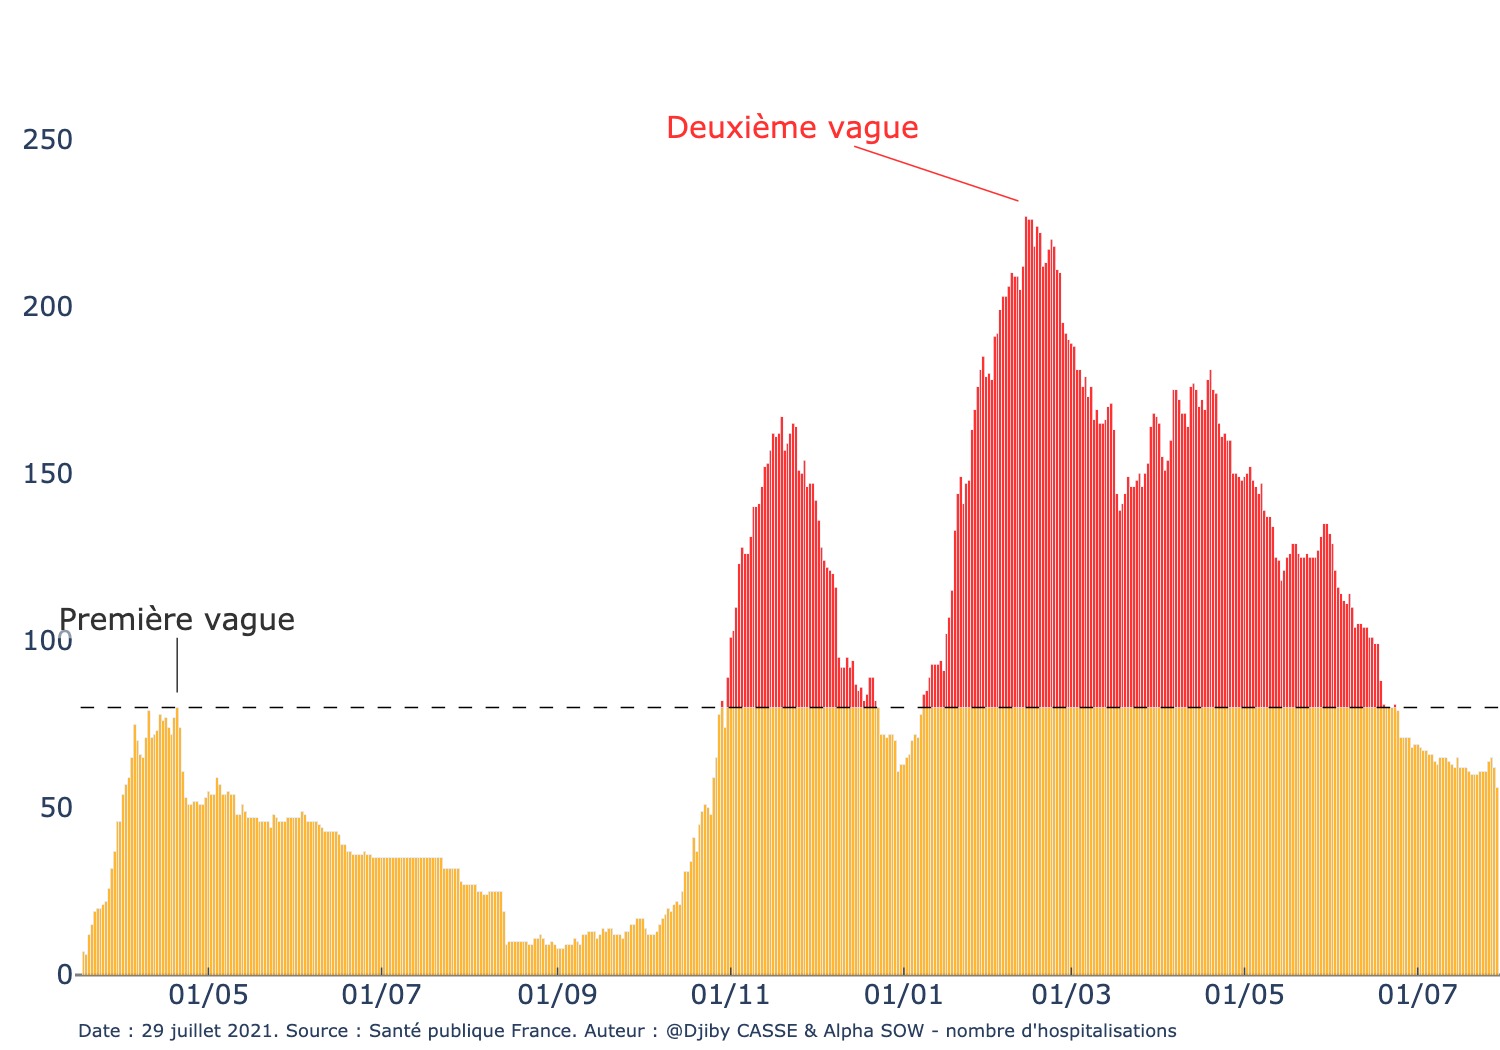 Deuxième vague
250
200
150
Première vague
100
50
0
01/05 01/07 01/09 01/11 01/01 01/03 01/05 01/07
Date : 29 juillet 2021. Source : Santé publique France. Auteur : @Djiby CASSE & Alpha SOW - nombre d'hospitalisations